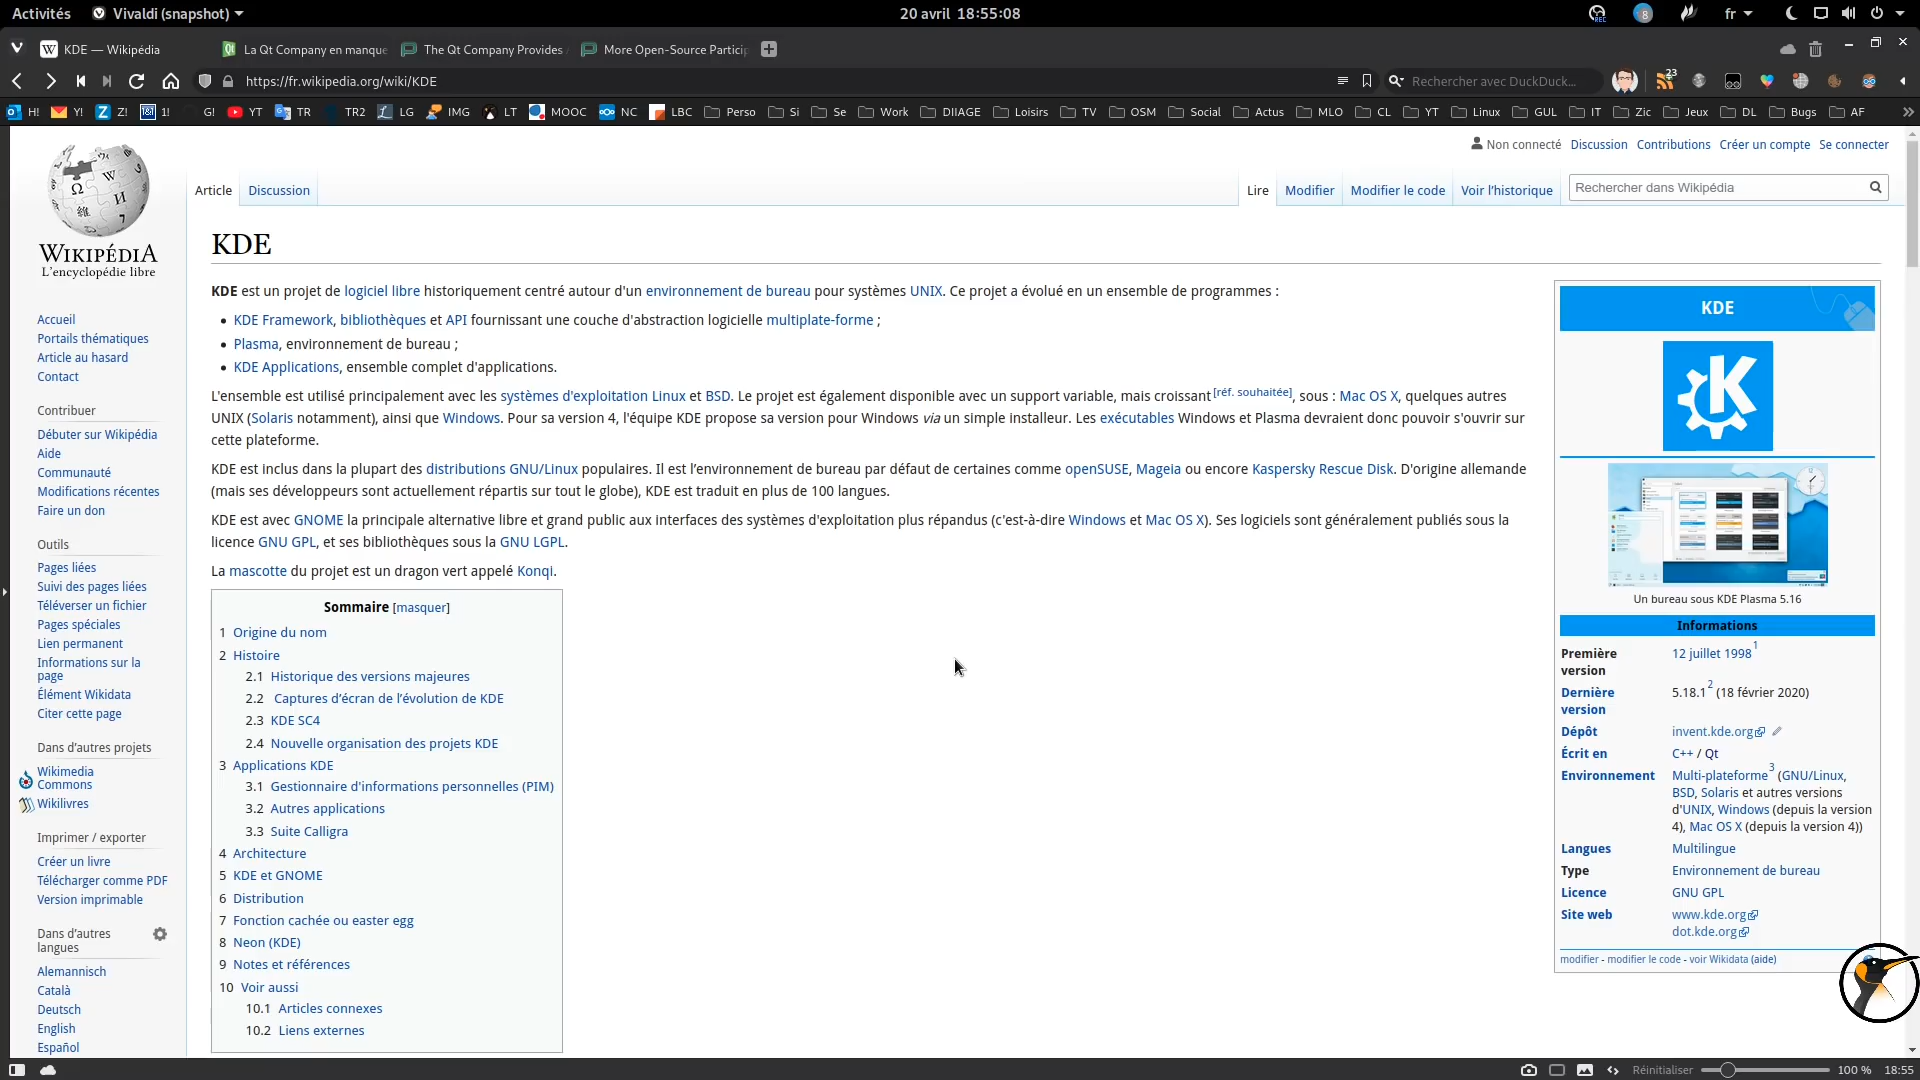 Activités
Vivaldi (snapshot)
20 avril 18:55:08
fr
KDE — Wikipédia
La Qt Company en manque
The Qt Company Provides
More Open-Source Particip
https://fr.wikipedia.org/wiki/KDE
Rechercher avec DuckDuck...
23
H! Y! Z! 1! G! YT TR TR2 LG IMG LT MOOC NC LBC Perso Si Se Work DIIAGE Loisirs TV OSM Social Actus MLO CL YT Linux GUL IT Zic Jeux DL Bugs AF
Non connecté Discussion Contributions Créer un compte Se connecter
Article Discussion
Lire Modifier Modifier le code Voir l'historique
Rechercher dans Wikipédia
WIKIPÉDIA
L'encyclopédie libre
Accueil
Portails thématiques
Article au hasard
Contact
Contribuer
Débuter sur Wikipédia
Aide
Communauté
Modifications récentes
Faire un don
Outils
Pages liées
Suivi des pages liées
Téléverser un fichier
Pages spéciales
Lien permanent
Informations sur la
page
Élément Wikidata
Citer cette page
Dans d'autres projets
Wikimedia
Commons
Wikilivres
Imprimer / exporter
Créer un livre
Télécharger comme PDF
Version imprimable
Dans d'autres
langues
Alemannisch
Català
Deutsch
English
Español
KDE
KDE est un projet de logiciel libre historiquement centré autour d'un environnement de bureau pour systèmes UNIX. Ce projet a évolué en un ensemble de programmes :
• KDE Framework, bibliothèques et API fournissant une couche d'abstraction logicielle multiplate-forme ;
• Plasma, environnement de bureau ;
• KDE Applications, ensemble complet d'applications.
L'ensemble est utilisé principalement avec les systèmes d'exploitation Linux et BSD. Le projet est également disponible avec un support variable, mais croissant[réf. souhaitée], sous : Mac OS X, quelques autres
UNIX (Solaris notamment), ainsi que Windows. Pour sa version 4, l'équipe KDE propose sa version pour Windows via un simple installeur. Les exécutables Windows et Plasma devraient donc pouvoir s'ouvrir sur
cette plateforme.
KDE est inclus dans la plupart des distributions GNU/Linux populaires. Il est l'environnement de bureau par défaut de certaines comme openSUSE, Mageia ou encore Kaspersky Rescue Disk. D'origine allemande
(mais ses développeurs sont actuellement répartis sur tout le globe), KDE est traduit en plus de 100 langues.
KDE est avec GNOME la principale alternative libre et grand public aux interfaces des systèmes d'exploitation plus répandus (c'est-à-dire Windows et Mac OS X). Ses logiciels sont généralement publiés sous la
licence GNU GPL, et ses bibliothèques sous la GNU LGPL.
La mascotte du projet est un dragon vert appelé Konqi.
Sommaire [masquer]
1 Origine du nom
2 Histoire
2.1 Historique des versions majeures
2.2 Captures d'écran de l'évolution de KDE
2.3 KDE SC4
2.4 Nouvelle organisation des projets KDE
3 Applications KDE
3.1 Gestionnaire d'informations personnelles (PIM)
3.2 Autres applications
3.3 Suite Calligra
4 Architecture
5 KDE et GNOME
6 Distribution
7 Fonction cachée ou easter egg
8 Neon (KDE)
9 Notes et références
10 Voir aussi
10.1 Articles connexes
10.2 Liens externes
KDE
K
Un bureau sous KDE Plasma 5.16
Informations
Première version 12 juillet 1998 1
Dernière version 5.18.1 2 (18 février 2020)
Dépôt invent.kde.org
Écrit en C++ / Qt
Environnement Multi-plateforme 3 (GNU/Linux,
BSD, Solaris et autres versions
d'UNIX, Windows (depuis la version
4), Mac OS X (depuis la version 4))
Langues Multilingue
Type Environnement de bureau
Licence GNU GPL
Site web www.kde.org
dot.kde.org
modifier - modifier le code - voir Wikidata (aide)
Réinitialiser 100 % 18:55